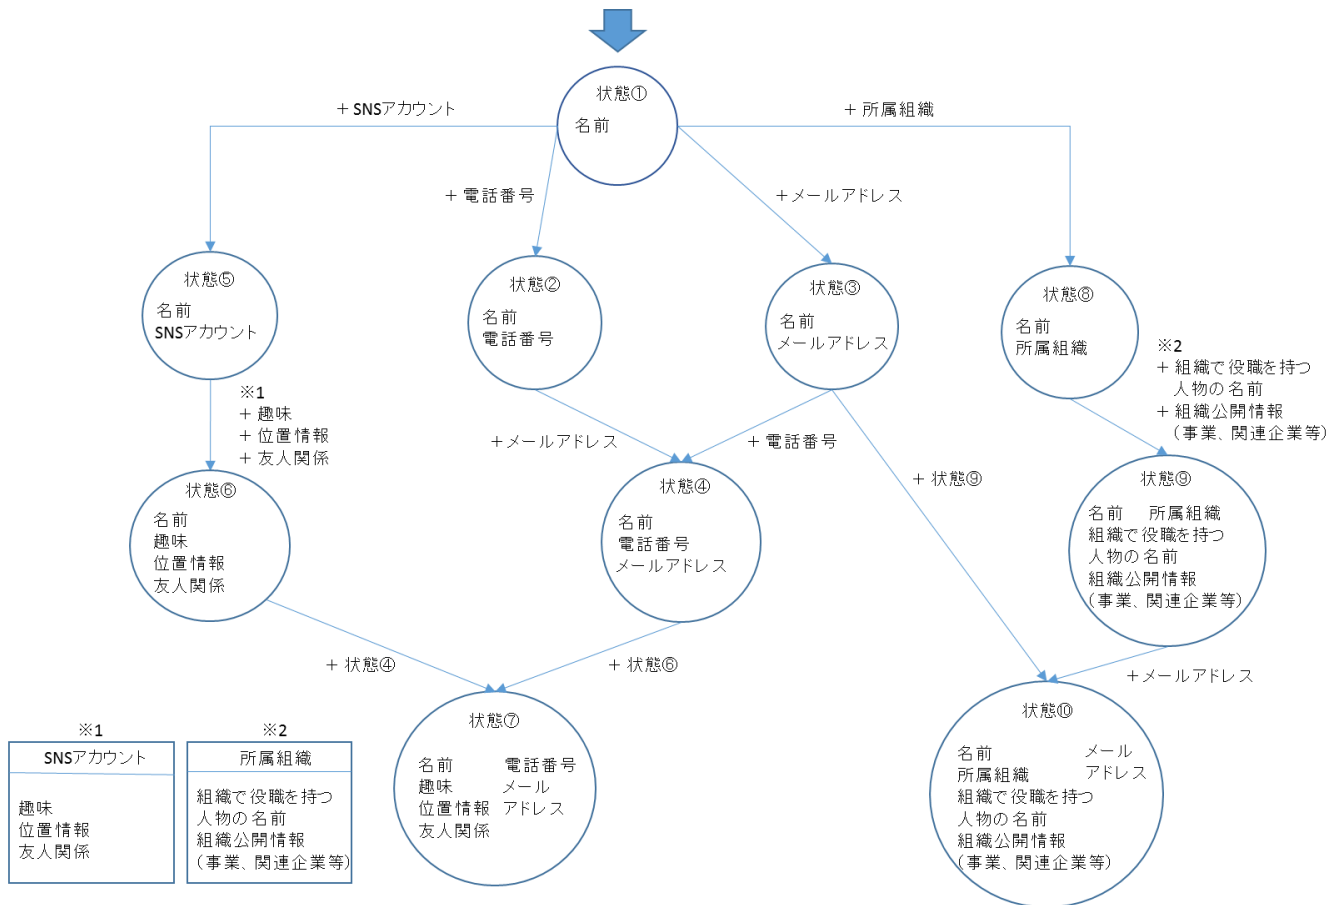 状態①
名前
+ SNSアカウント
+ 所属組織
+ 電話番号
+メールアドレス
状態⑤
名前
SNSアカウント
状態②
名前
電話番号
状態③
名前
メールアドレス
状態⑧
名前
所属組織
※1
+ 趣味
+ 位置情報
+ 友人関係
+メールアドレス
+ 電話番号
※2
+ 組織で役職を持つ
人物の名前
+ 組織公開情報
(事業、関連企業等)
状態⑥
名前
趣味
位置情報
友人関係
状態④
名前
電話番号
メールアドレス
+ 状態⑨
状態⑨
名前 所属組織
組織で役職を持つ
人物の名前
組織公開情報
(事業、関連企業等)
+ 状態④
+ 状態⑥
+メールアドレス
※1
SNSアカウント
趣味
位置情報
友人関係
※2
所属組織
組織で役職を持つ
人物の名前
組織公開情報
(事業、関連企業等)
状態⑦
名前 電話番号
趣味 メール
位置情報 アドレス
友人関係
状態⑩
名前 メール
所属組織 アドレス
組織で役職を持つ
人物の名前
組織公開情報
(事業、関連企業等)